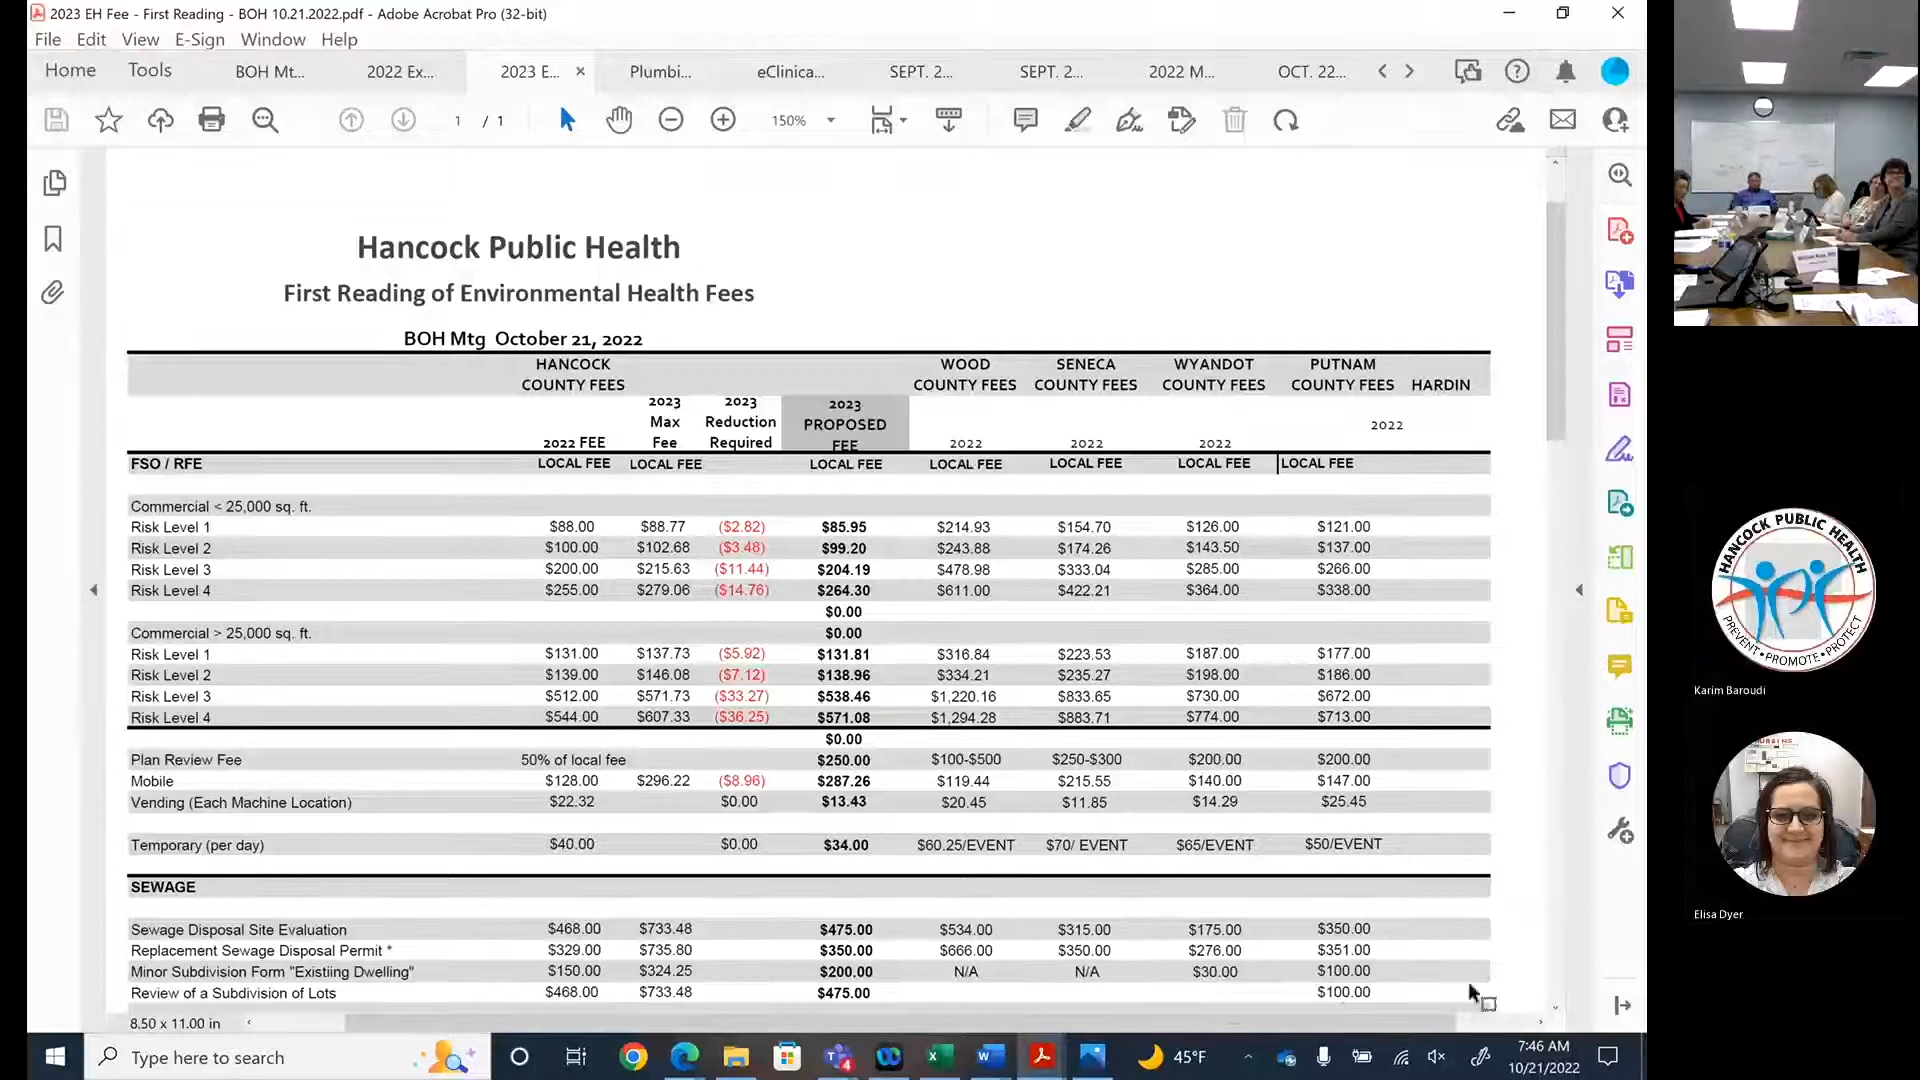 2023 EH Fee - First Reading - BOH 10.21.2022.pdf - Adobe Acrobat Pro (32-bit)
File Edit View E-Sign Window Help
Home Tools BOH Mt... 2022 Ex... 2023 E... Plumbi... eClinica... SEPT. 2... SEPT. 2... 2022 M... OCT. 22...
1 / 1 150%
Hancock Public Health
First Reading of Environmental Health Fees
BOH Mtg October 21, 2022
HANCOCK COUNTY FEES WOOD COUNTY FEES SENECA COUNTY FEES WYANDOT COUNTY FEES PUTNAM COUNTY FEES HARDIN
2022 FEE 2023 Max Fee 2023 Reduction Required 2023 PROPOSED FEE 2022 2022 2022 2022
FSO / RFE LOCAL FEE LOCAL FEE LOCAL FEE LOCAL FEE LOCAL FEE LOCAL FEE LOCAL FEE
Commercial < 25,000 sq. ft.
Risk Level 1 $88.00 $88.77 ($2.82) $85.95 $214.93 $154.70 $126.00 $121.00
Risk Level 2 $100.00 $102.68 ($3.48) $99.20 $243.88 $174.26 $143.50 $137.00
Risk Level 3 $200.00 $215.63 ($11.44) $204.19 $478.98 $333.04 $285.00 $266.00
Risk Level 4 $255.00 $279.06 ($14.76) $264.30 $611.00 $422.21 $364.00 $338.00
$0.00
Commercial > 25,000 sq. ft. $0.00
Risk Level 1 $131.00 $137.73 ($5.92) $131.81 $316.84 $223.53 $187.00 $177.00
Risk Level 2 $139.00 $146.08 ($7.12) $138.96 $334.21 $235.27 $198.00 $186.00
Risk Level 3 $512.00 $571.73 ($33.27) $538.46 $1,220.16 $833.65 $730.00 $672.00
Risk Level 4 $544.00 $607.33 ($36.25) $571.08 $1,294.28 $883.71 $774.00 $713.00
$0.00
Plan Review Fee 50% of local fee $250.00 $100-$500 $250-$300 $200.00 $200.00
Mobile $128.00 $296.22 ($8.96) $287.26 $119.44 $215.55 $140.00 $147.00
Vending (Each Machine Location) $22.32 $0.00 $13.43 $20.45 $11.85 $14.29 $25.45
Temporary (per day) $40.00 $0.00 $34.00 $60.25/EVENT $70/ EVENT $65/EVENT $50/EVENT
SEWAGE
Sewage Disposal Site Evaluation $468.00 $733.48 $475.00 $534.00 $315.00 $175.00 $350.00
Replacement Sewage Disposal Permit * $329.00 $735.80 $350.00 $666.00 $350.00 $276.00 $351.00
Minor Subdivision Form "Existiing Dwelling" $150.00 $324.25 $200.00 N/A N/A $30.00 $100.00
Review of a Subdivision of Lots $468.00 $733.48 $475.00 $100.00
8.50 x 11.00 in
Type here to search
4
45°F
7:46 AM
10/21/2022
HANCOCK PUBLIC HEALTH
PREVENT • PROMOTE • PROTECT
Karim Baroudi
Elisa Dyer